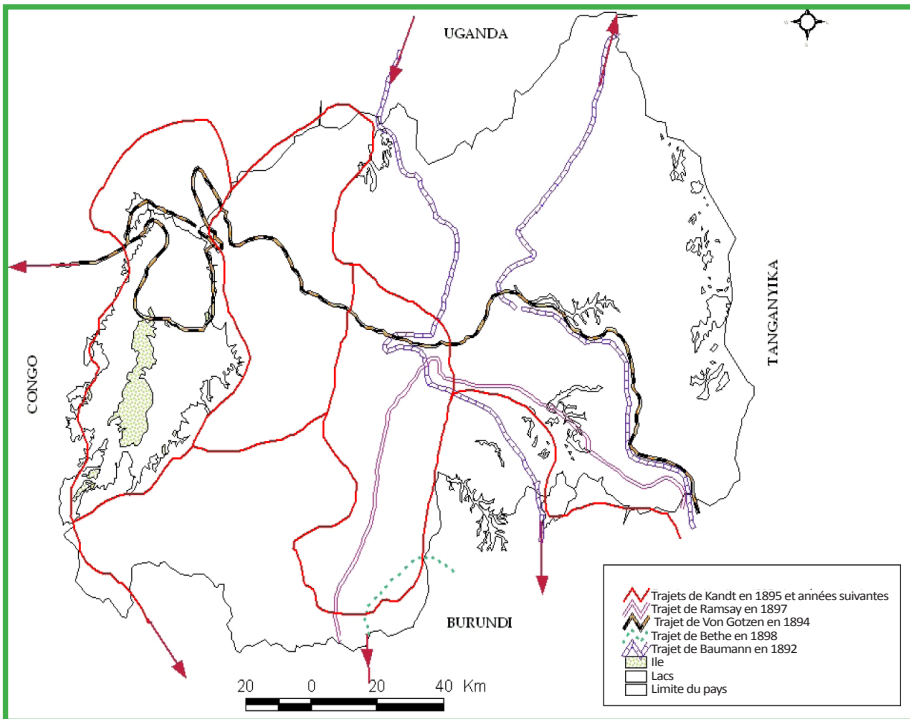 UGANDA
TANGANYIKA
CONGO
BURUNDI
Trajets de Kandt en 1895 et années suivantes
Trajet de Ramsay en 1897
Trajet de Von Gotzen en 1894
Trajet de Bethe en 1898
Trajet de Baumann en 1892
Ile
Lacs
Limite du pays
20 0 20 40 Km